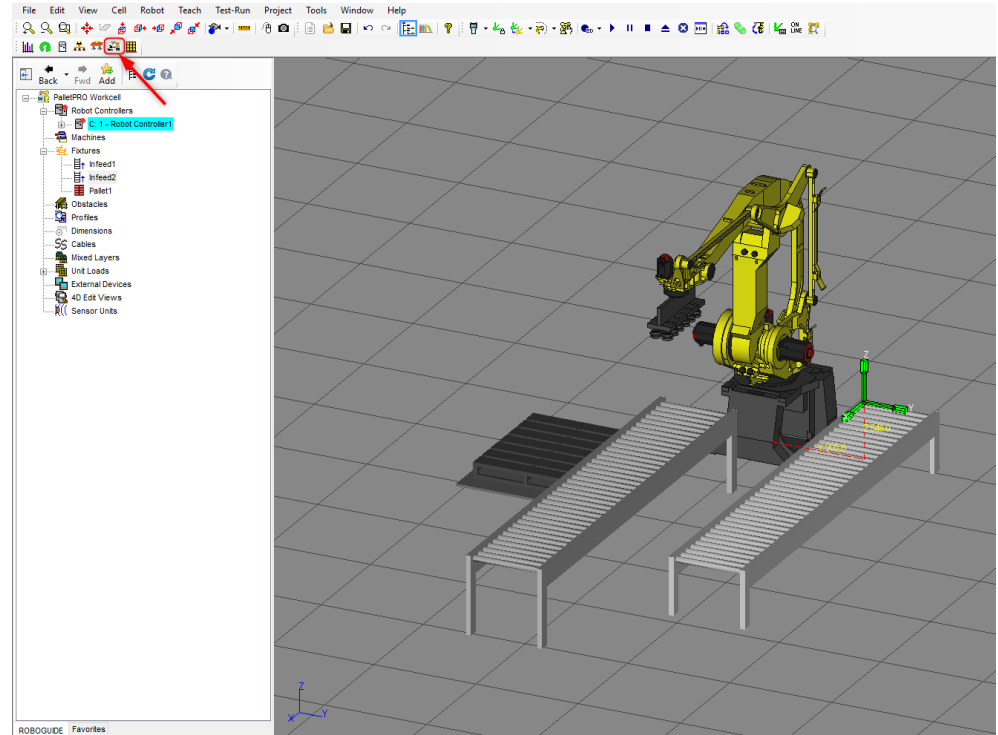 File Edit View Cell Robot Teach Test-Run Project Tools Window Help
ON
LINE
Back Fwd Add
PalletPRO Workcell
Robot Controllers
C: 1 - Robot Controller1
Machines
Fixtures
Infeed1
Infeed2
Pallet1
Obstacles
Profiles
Dimensions
Cables
Mixed Layers
Unit Loads
External Devices
4D Edit Views
Sensor Units
Z
Y
Z
Y
X
ROBOGUIDE Favorites